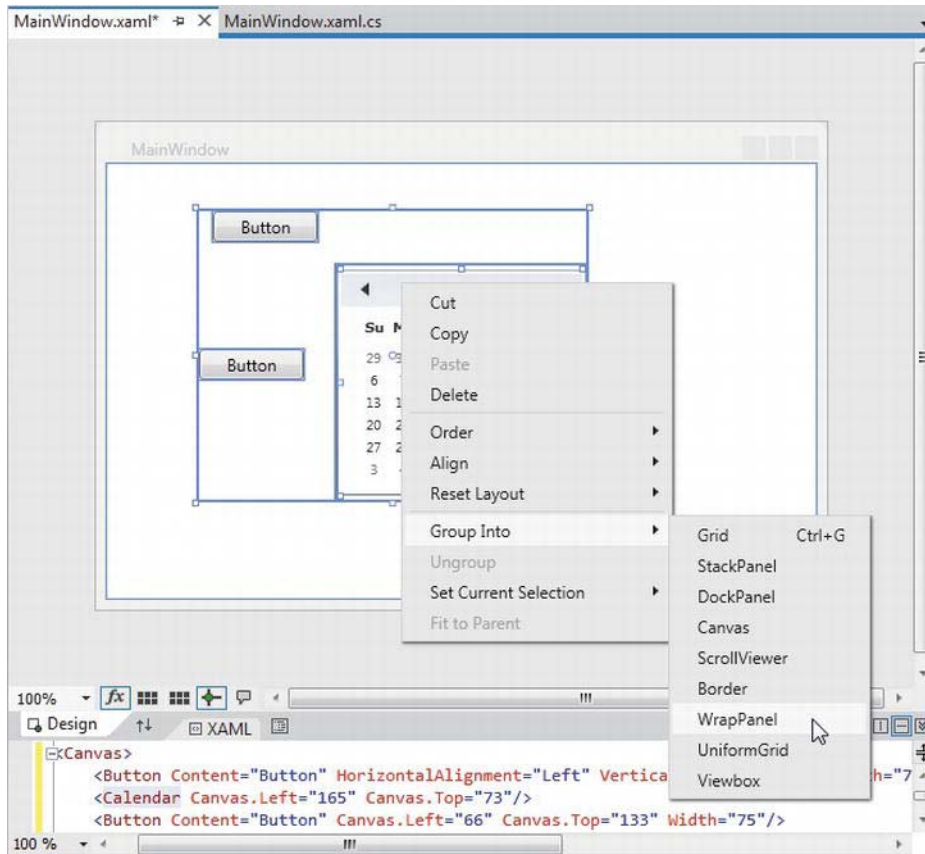 MainWindow.xaml* MainWindow.xaml.cs
MainWindow
Button
Button
Su
29
6
13
20
27
3
Cut
Copy
Paste
Delete
Order
Align
Reset Layout
Group Into
Ungroup
Set Current Selection
Fit to Parent
Grid Ctrl+G
StackPanel
DockPanel
Canvas
ScrollViewer
Border
WrapPanel
UniformGrid
Viewbox
100% fx
Design XAML
<Canvas>
<Button Content="Button" HorizontalAlignment="Left" Vertica h="7
<Calendar Canvas.Left="165" Canvas.Top="73"/>
<Button Content="Button" Canvas.Left="66" Canvas.Top="133" Width="75"/>
100 %